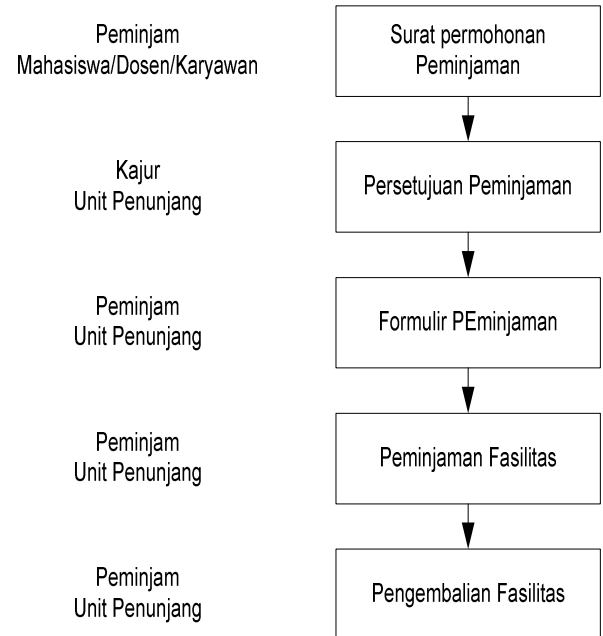 Peminjam
Mahasiswa/Dosen/Karyawan
Surat permohonan
Peminjaman
Kajur
Unit Penunjang
Persetujuan Peminjaman
Peminjam
Unit Penunjang
Formulir PEminjaman
Peminjam
Unit Penunjang
Peminjaman Fasilitas
Peminjam
Unit Penunjang
Pengembalian Fasilitas